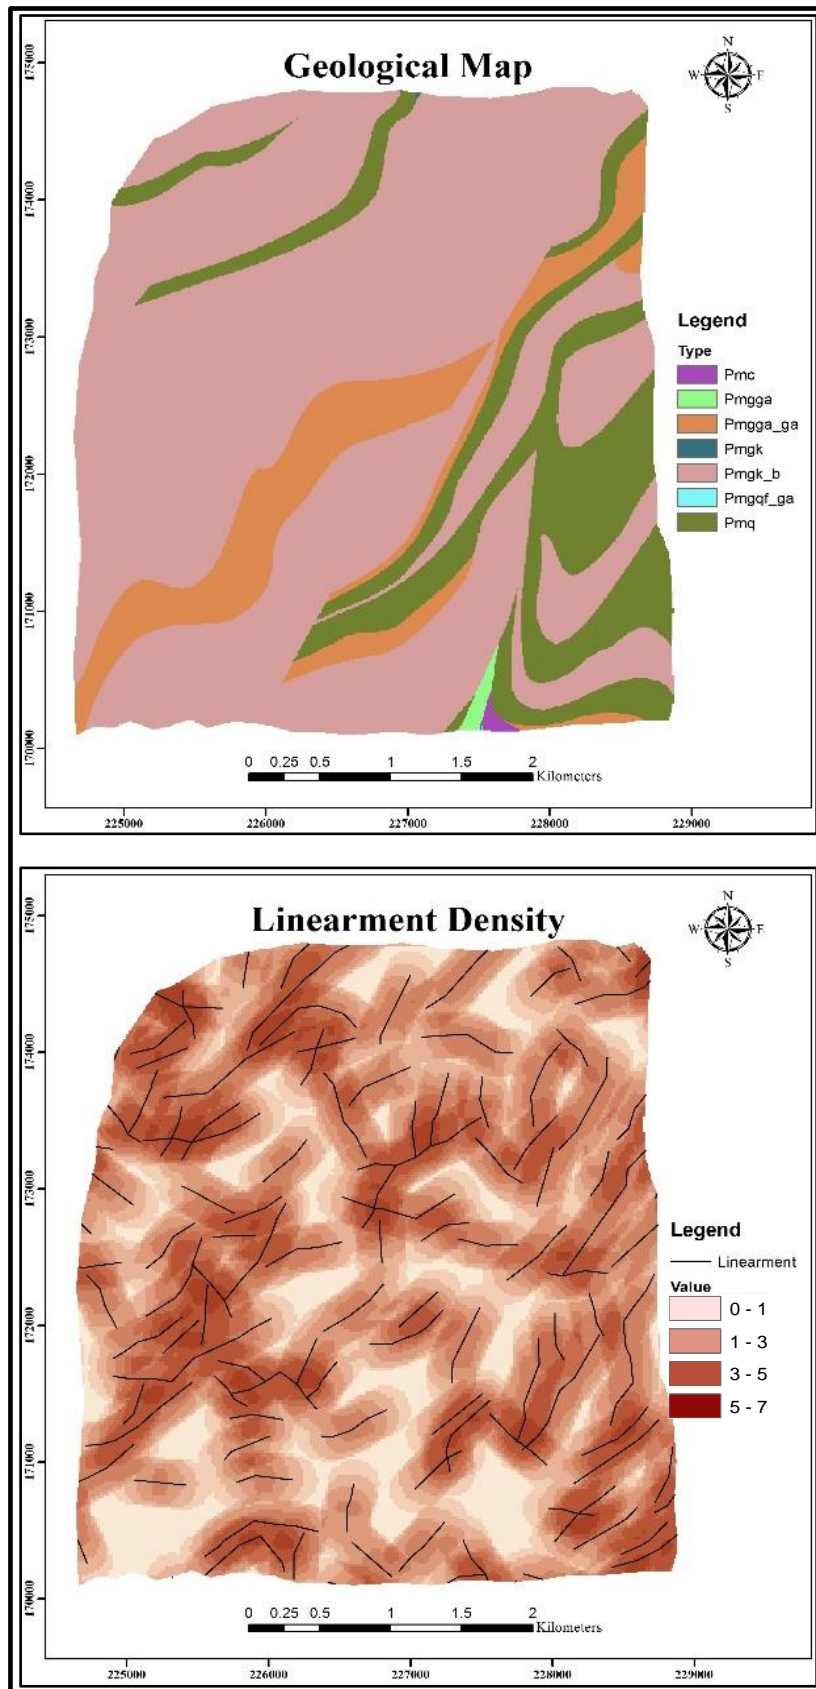 Geological Map
N
W E
S
175000
174000
173000
172000
171000
170000
Legend
Type
Pmc
Pmgga
Pmgga_ga
Pmgk
Pmgk_b
Pmgqf_ga
Pmq
0 0.25 0.5 1 1.5 2
Kilometers
225000 226000 227000 228000 229000
Linearment Density
N
W E
S
175000
174000
173000
172000
171000
170000
Legend
Linearment
Value
0 - 1
1 - 3
3 - 5
5 - 7
0 0.25 0.5 1 1.5 2
Kilometers
225000 226000 227000 228000 229000